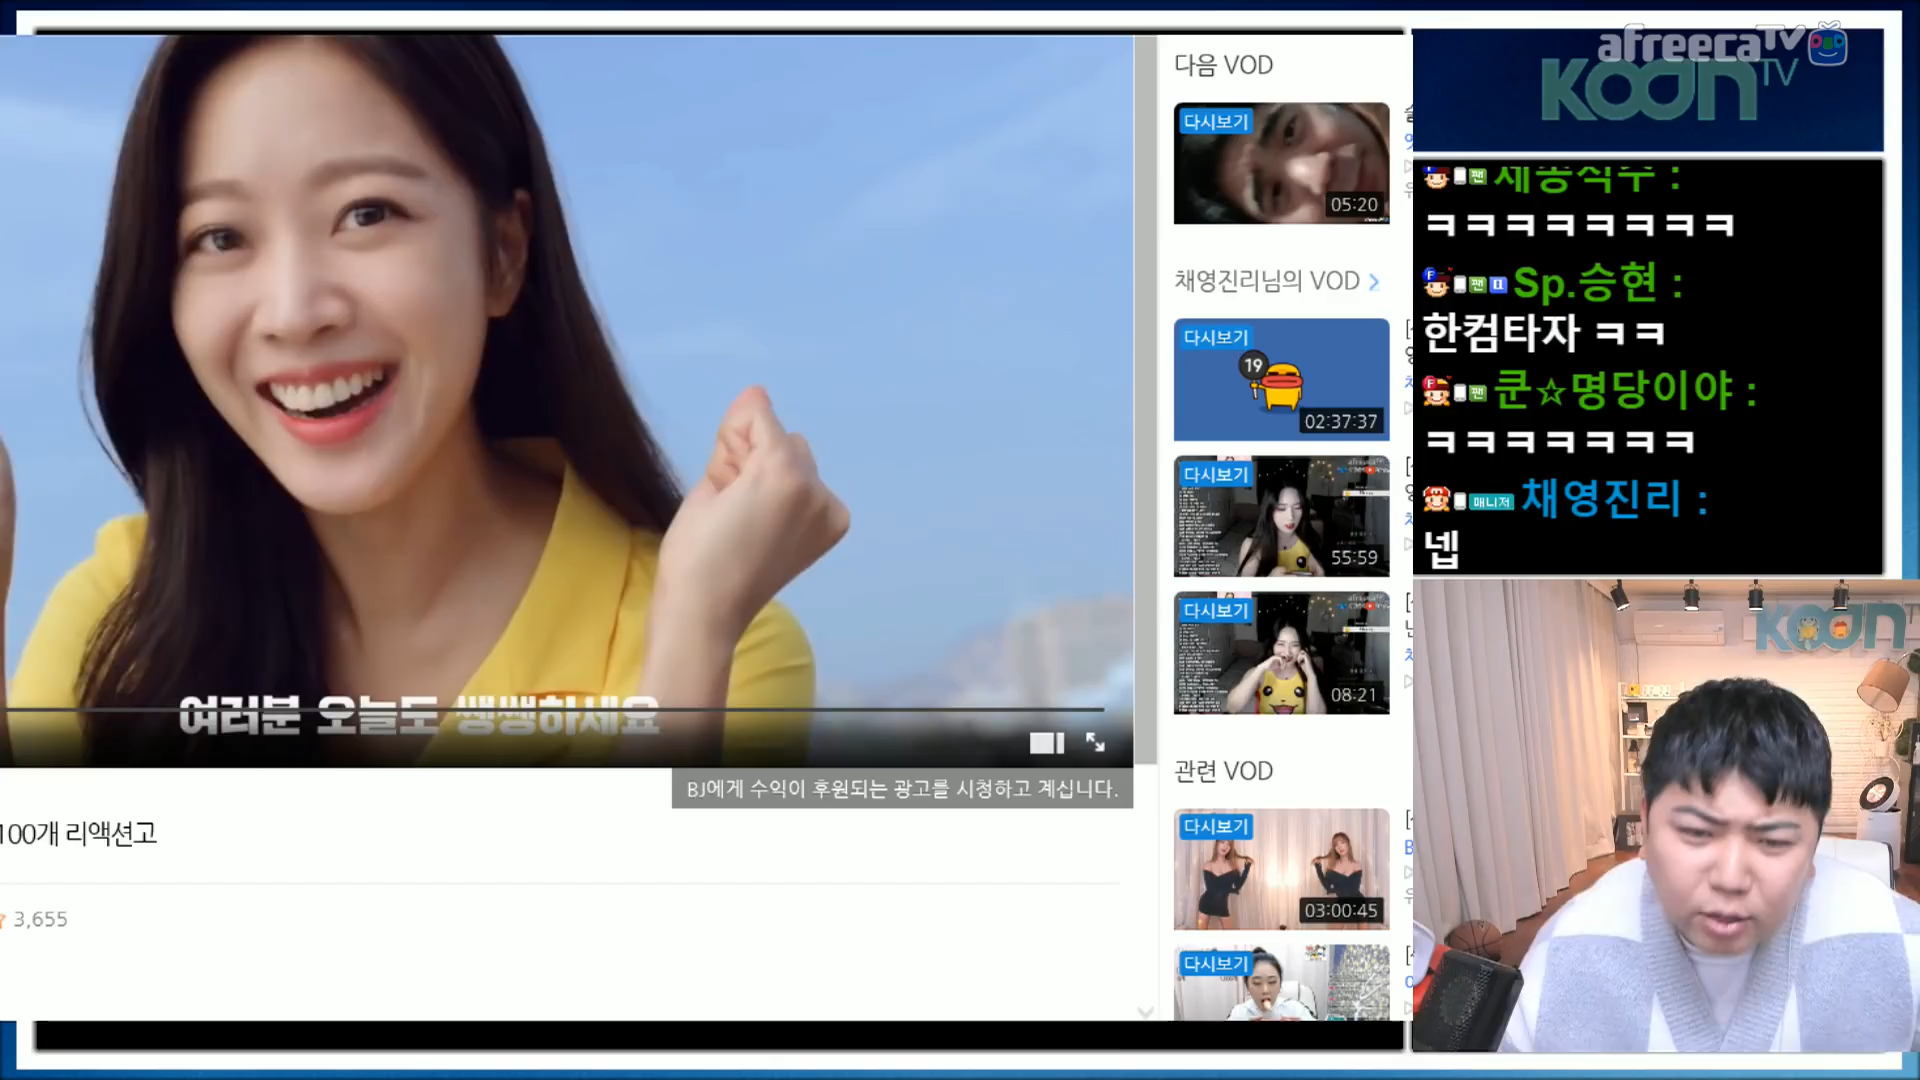 여러분 오늘도 쌩쌩하세요
BJ에게 수익이 후원되는 광고를 시청하고 계십니다.
100개 리액션고
3,655
다음 VOD
다시보기
05:20
채영진리님의 VOD
다시보기
19
02:37:37
다시보기
55:59
다시보기
08:21
관련 VOD
다시보기
03:00:45
다시보기
afreecaTV
KOONTV
ㅋㅋㅋㅋㅋㅋㅋㅋ
팬 Sp.승현 :
한컴타자 ㅋㅋ
팬 쿤☆명당이야 :
ㅋㅋㅋㅋㅋㅋㅋ
매니저 채영진리 :
넵
KOON